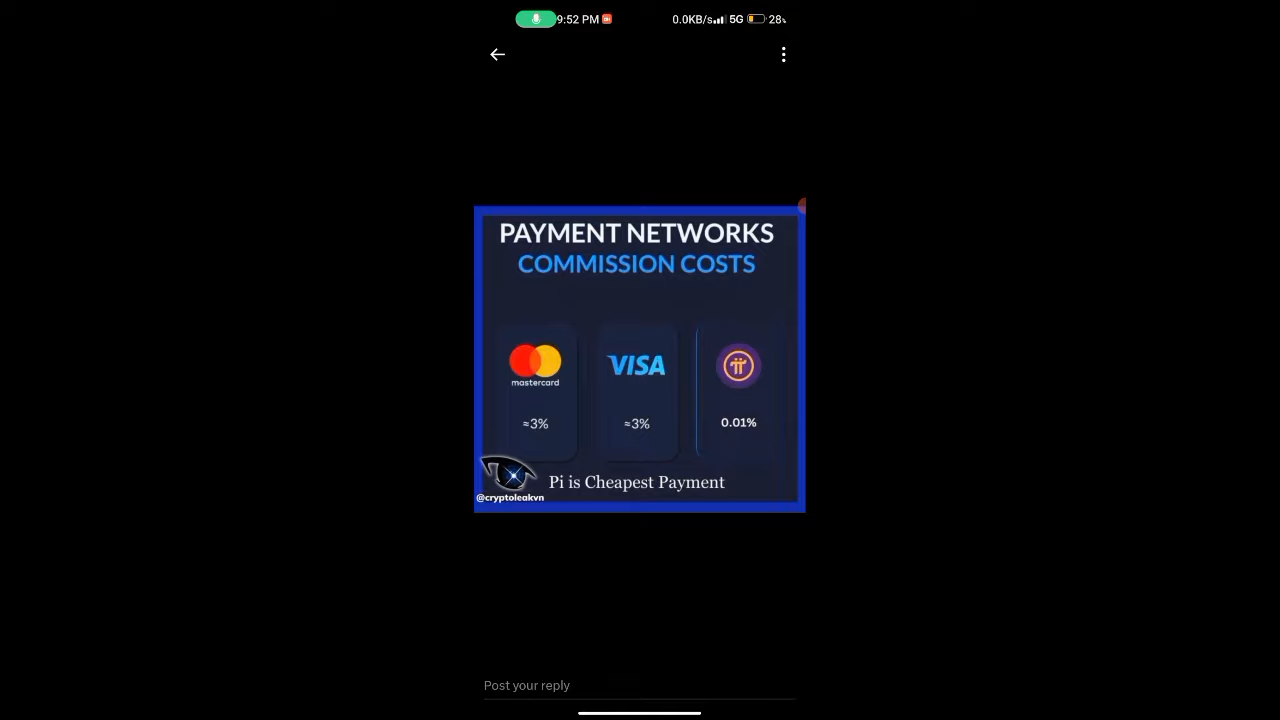 9:52 PM
0.0KB/s 5G 28%
PAYMENT NETWORKS
COMMISSION COSTS
mastercard
VISA
≈3%
≈3%
0.01%
Pi is Cheapest Payment
@cryptoleakvn
Post your reply